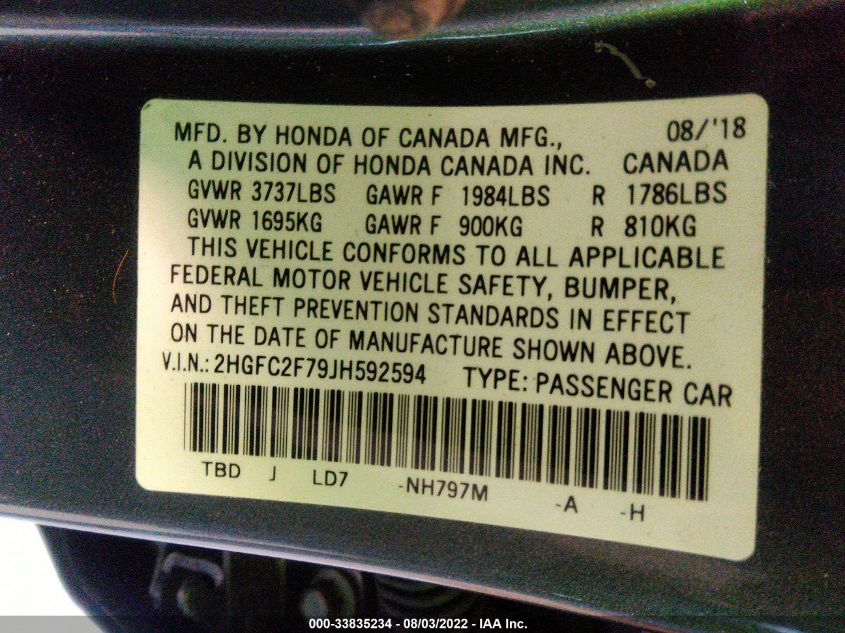 MFD. BY HONDA OF CANADA MFG., 08/'18
A DIVISION OF HONDA CANADA INC. CANADA
GVWR 3737LBS GAWR F 1984LBS R 1786LBS
GVWR 1695KG GAWR F 900KG R 810KG
THIS VEHICLE CONFORMS TO ALL APPLICABLE
FEDERAL MOTOR VEHICLE SAFETY, BUMPER,
AND THEFT PREVENTION STANDARDS IN EFFECT
ON THE DATE OF MANUFACTURE SHOWN ABOVE.
V.I.N.: 2HGFC2F79JH592594 TYPE: PASSENGER CAR
TBD J LD7 -NH797M -A -H
000-33835234 - 08/03/2022 - IAA Inc.